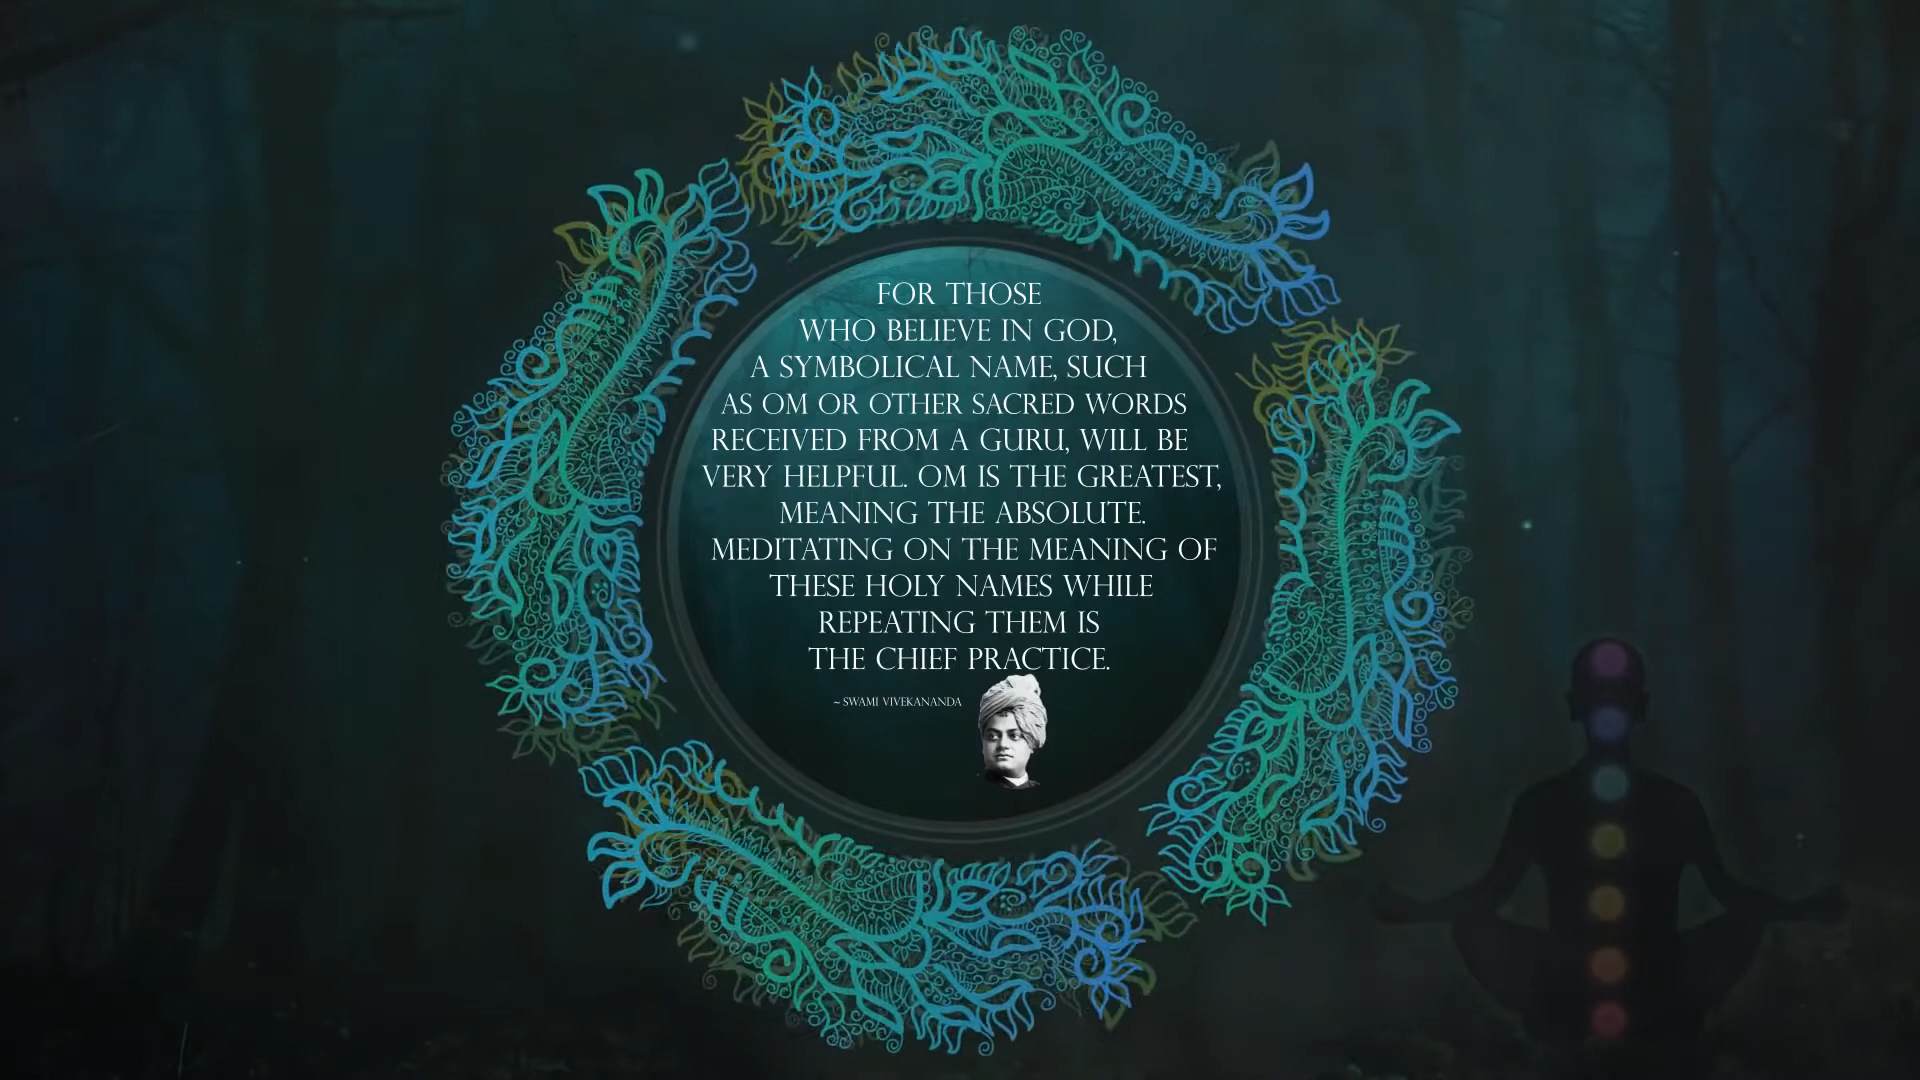 FOR THOSE
WHO BELIEVE IN GOD,
A SYMBOLICAL NAME, SUCH
AS OM OR OTHER SACRED WORDS
RECEIVED FROM A GURU, WILL BE
VERY HELPFUL. OM IS THE GREATEST,
MEANING THE ABSOLUTE.
MEDITATING ON THE MEANING OF
THESE HOLY NAMES WHILE
REPEATING THEM IS
THE CHIEF PRACTICE.
~ SWAMI VIVEKANANDA